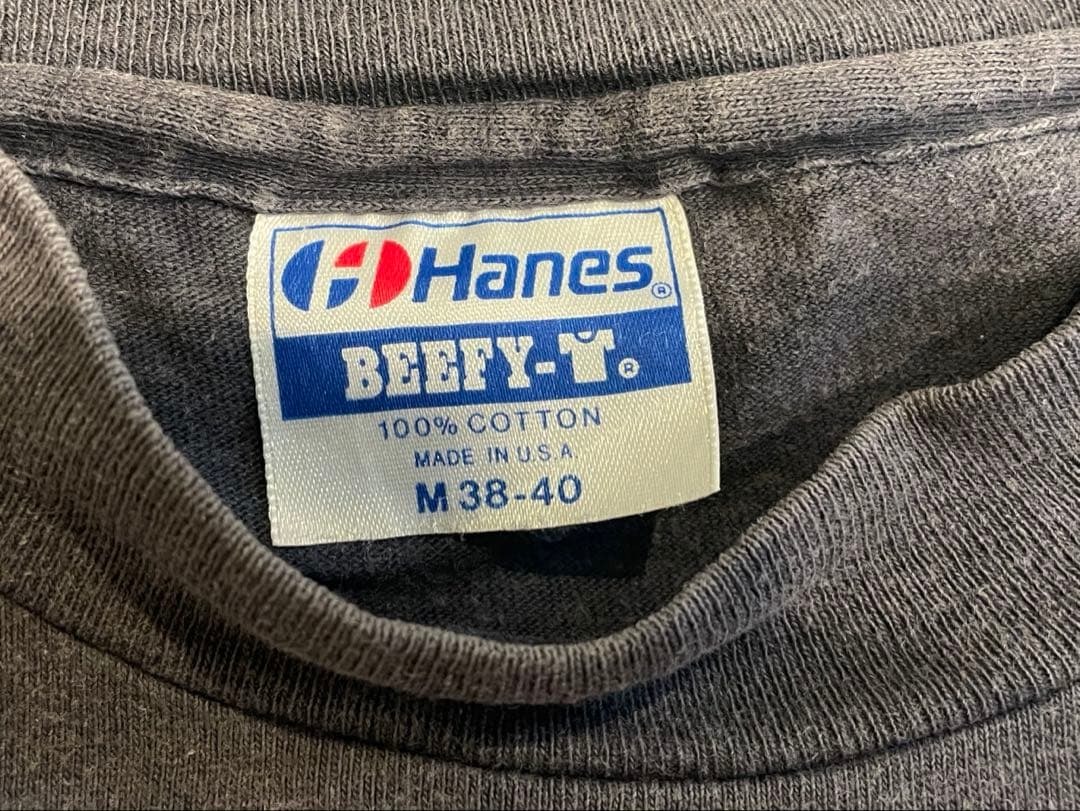 Hanes®
BEEFY-T®
100% COTTON
MADE IN U.S.A.
M 38-40